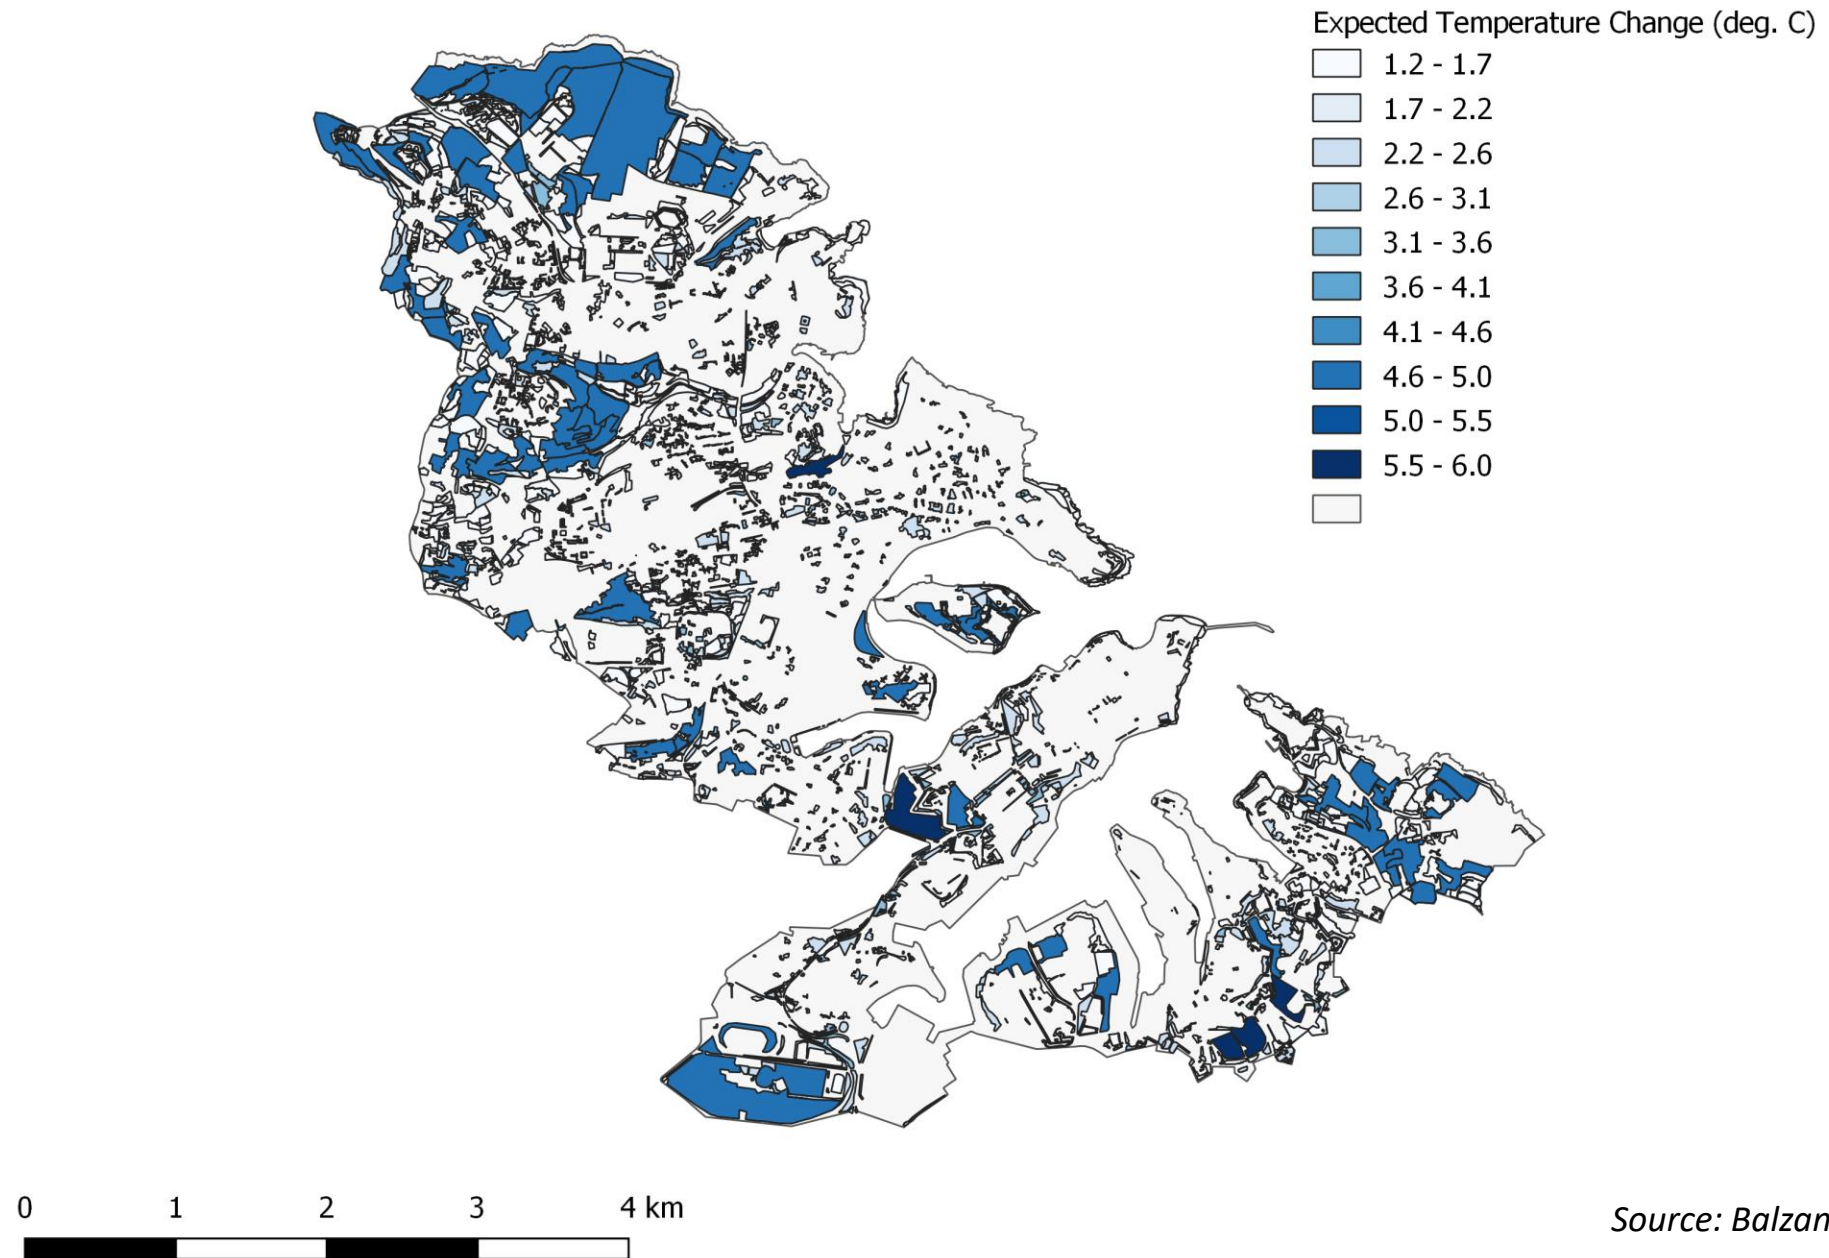 Expected Temperature Change (deg. C)
1.2 - 1.7
1.7 - 2.2
2.2 - 2.6
2.6 - 3.1
3.1 - 3.6
3.6 - 4.1
4.1 - 4.6
4.6 - 5.0
5.0 - 5.5
5.5 - 6.0
0 1 2 3 4 km
Source: Balzan